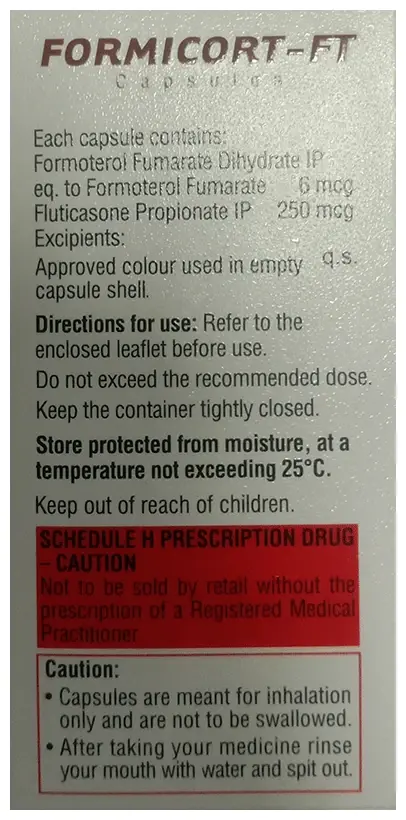 FORMICORT-FT
Capsules
Each capsule contains:
Formoterol Fumarate Dihydrate IP
eq. to Formoterol Fumarate 6 mcg
Fluticasone Propionate IP 250 mcg
Excipients: q.s.
Approved colour used in empty
capsule shell.
Directions for use: Refer to the
enclosed leaflet before use.
Do not exceed the recommended dose.
Keep the container tightly closed.
Store protected from moisture, at a
temperature not exceeding 25°C.
Keep out of reach of children.
SCHEDULE H PRESCRIPTION DRUG
– CAUTION
Not to be sold by retail without the
prescription of a Registered Medical
Practitioner
Caution:
• Capsules are meant for inhalation
only and are not to be swallowed.
• After taking your medicine rinse
your mouth with water and spit out.